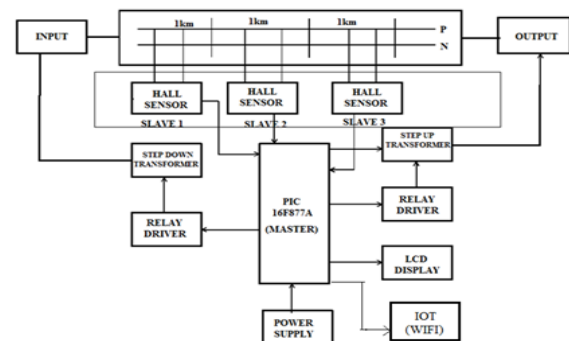 1km
1km
1km
P
N
INPUT
OUTPUT
HALL
SENSOR
HALL
SENSOR
HALL
SENSOR
SLAVE 1
SLAVE 2
SLAVE 3
STEP DOWN
TRANSFORMER
STEP UP
TRANSFORMER
PIC
16F877A
(MASTER)
RELAY
DRIVER
RELAY
DRIVER
LCD
DISPLAY
POWER
SUPPLY
IOT
(WIFI)